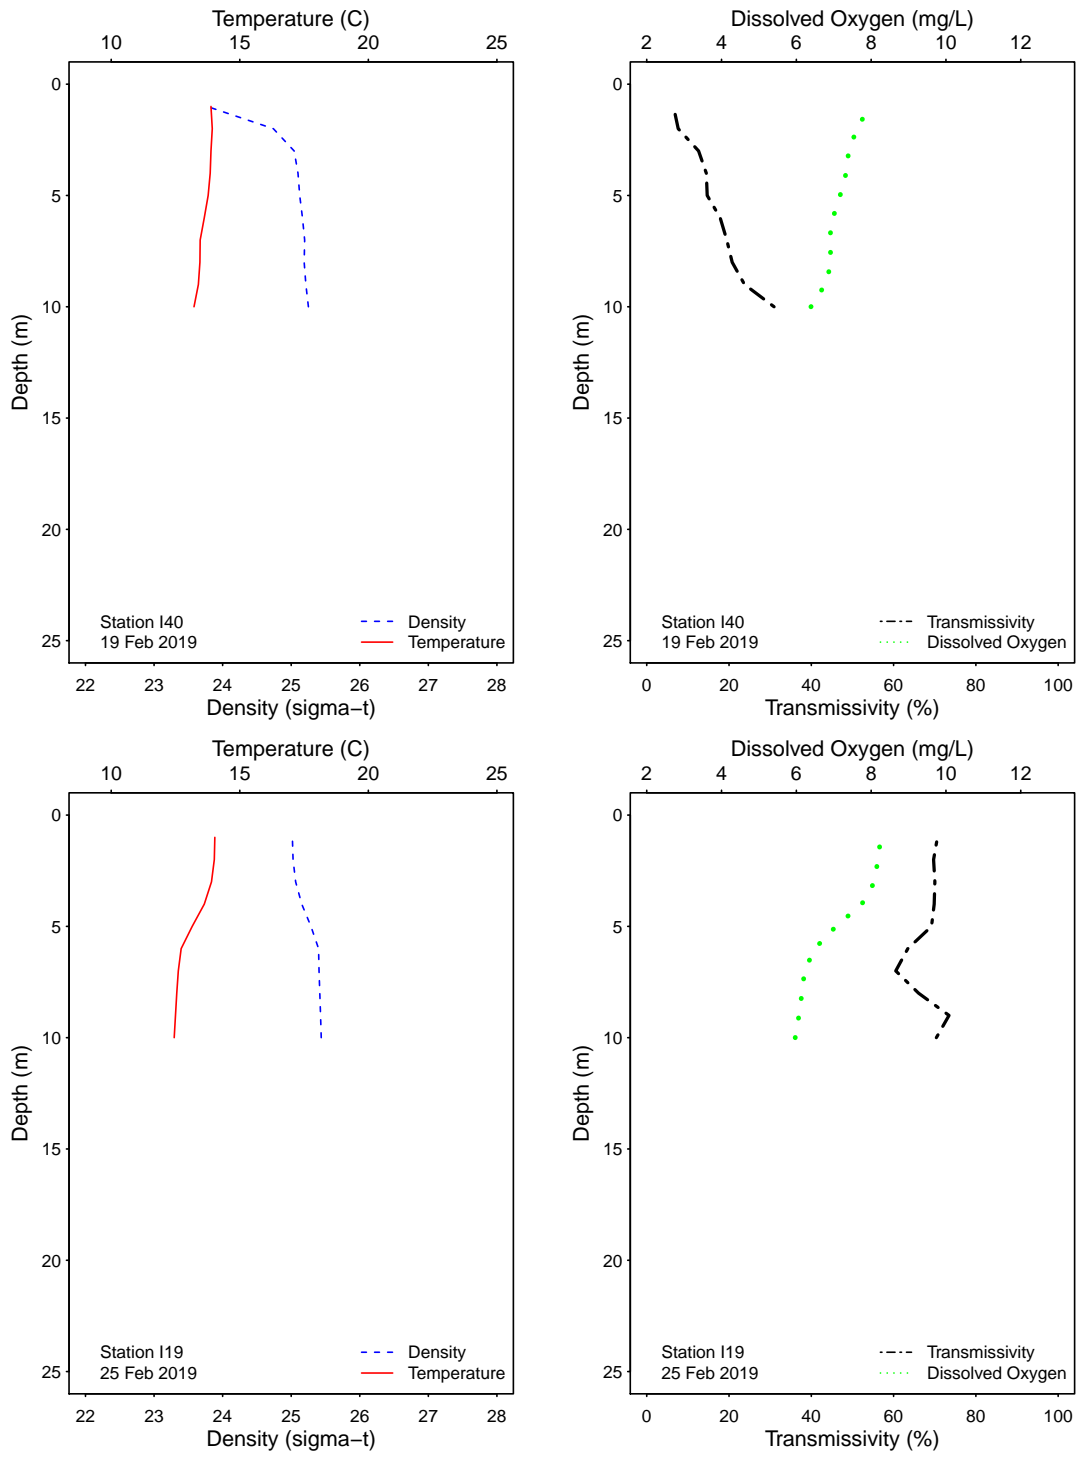 Temperature (C)
10 15 20 25
0
5
10
15
20
25
Depth (m)
Station I40
19 Feb 2019
Density
Temperature
22 23 24 25 26 27 28
Density (sigma−t)
Dissolved Oxygen (mg/L)
2 4 6 8 10 12
0
5
10
15
20
25
Depth (m)
Station I40
19 Feb 2019
Transmissivity
Dissolved Oxygen
0 20 40 60 80 100
Transmissivity (%)
Temperature (C)
10 15 20 25
0
5
10
15
20
25
Depth (m)
Station I19
25 Feb 2019
Density
Temperature
22 23 24 25 26 27 28
Density (sigma−t)
Dissolved Oxygen (mg/L)
2 4 6 8 10 12
0
5
10
15
20
25
Depth (m)
Station I19
25 Feb 2019
Transmissivity
Dissolved Oxygen
0 20 40 60 80 100
Transmissivity (%)